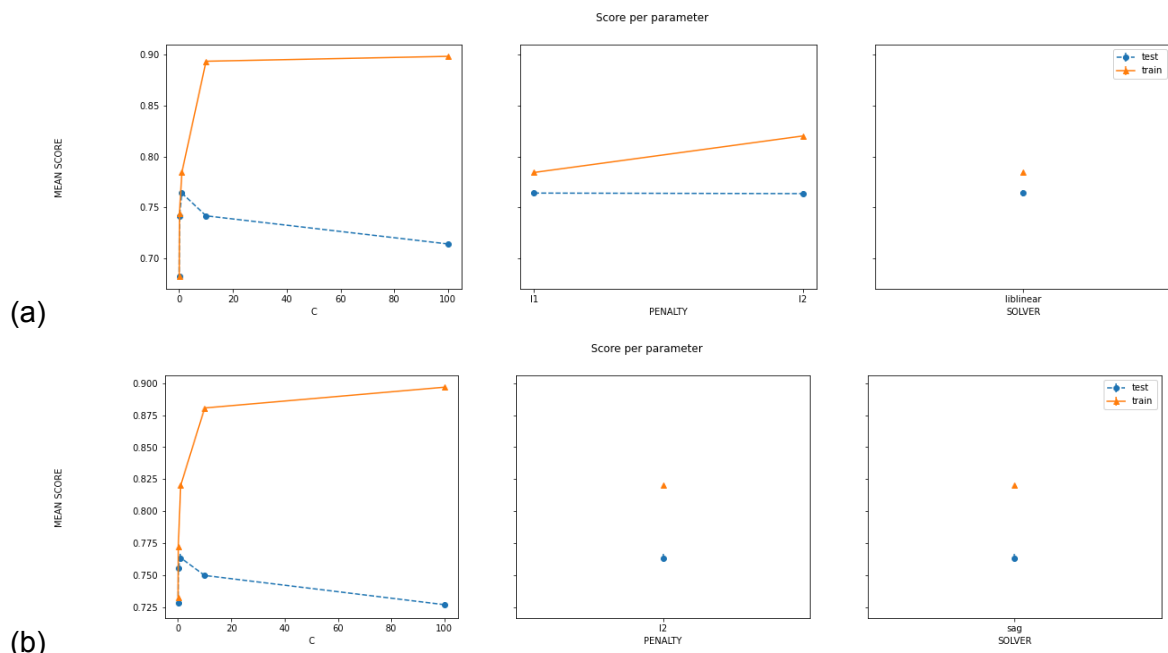 Score per parameter
0.90
0.85
0.80
0.75
0.70
MEAN SCORE
0 20 40 60 80 100
C
l1 l2
PENALTY
liblinear
SOLVER
test
train
(a)
Score per parameter
0.900
0.875
0.850
0.825
0.800
0.775
0.750
0.725
MEAN SCORE
0 20 40 60 80 100
C
l2
PENALTY
sag
SOLVER
test
train
(b)